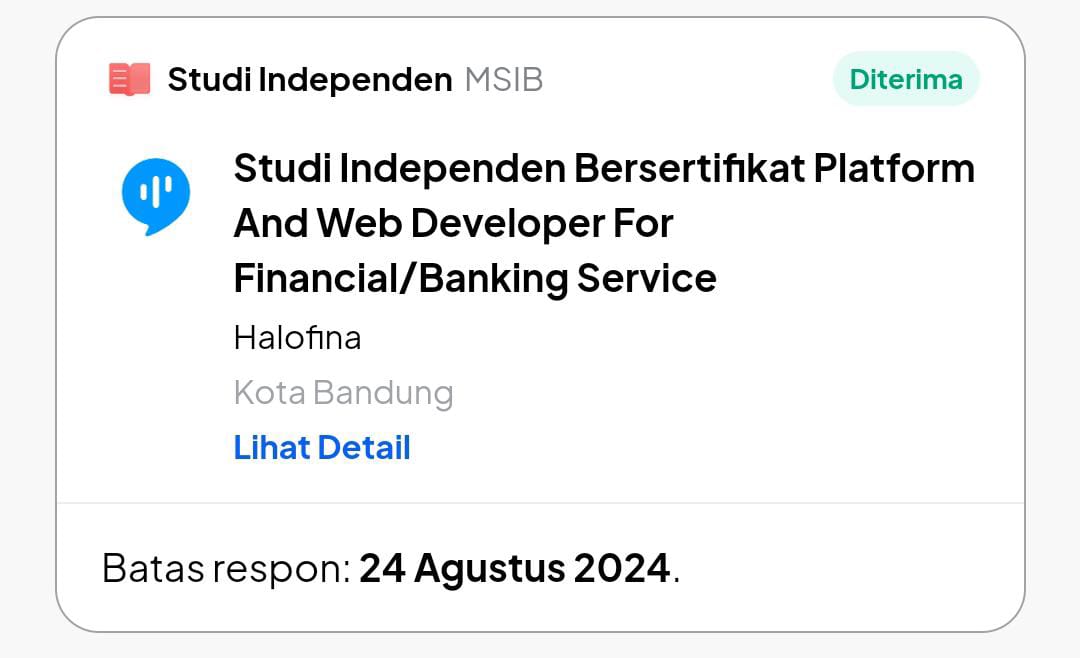 Studi Independen MSIB
Diterima
Studi Independen Bersertifikat Platform
And Web Developer For
Financial/Banking Service
Halofina
Kota Bandung
Lihat Detail
Batas respon: 24 Agustus 2024.